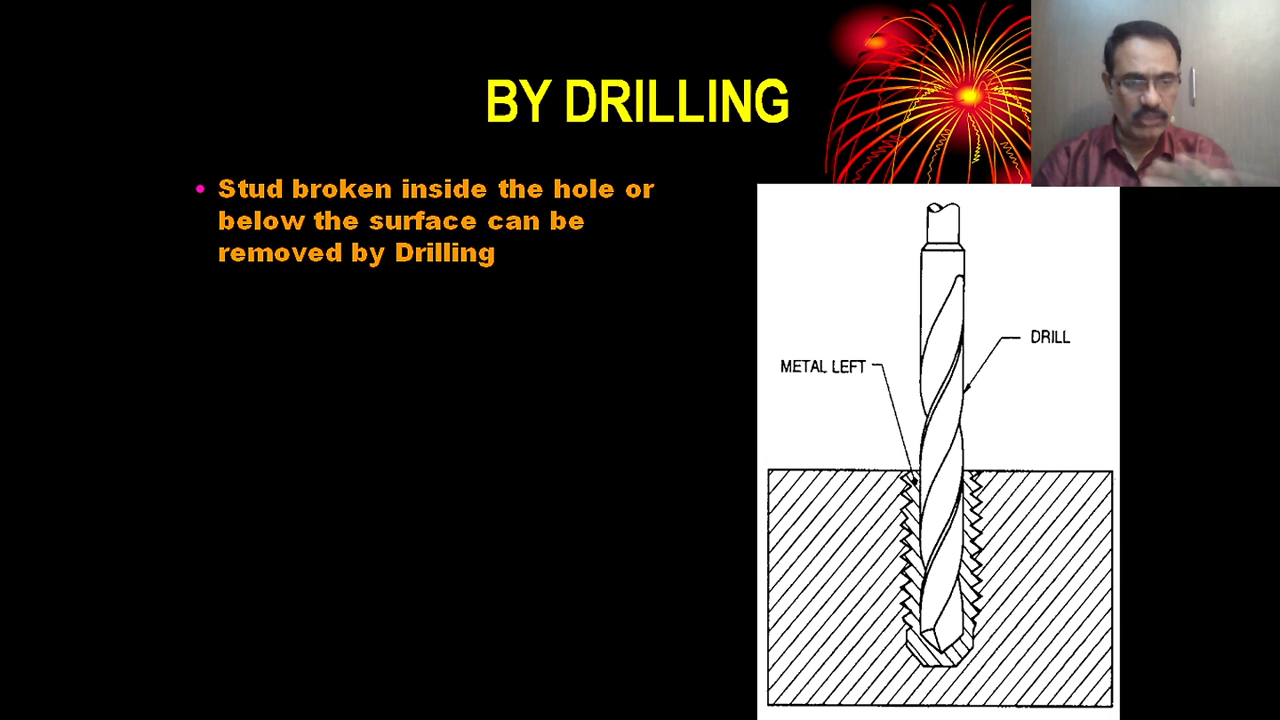 BY DRILLING
• Stud broken inside the hole or
below the surface can be
removed by Drilling
DRILL
METAL LEFT